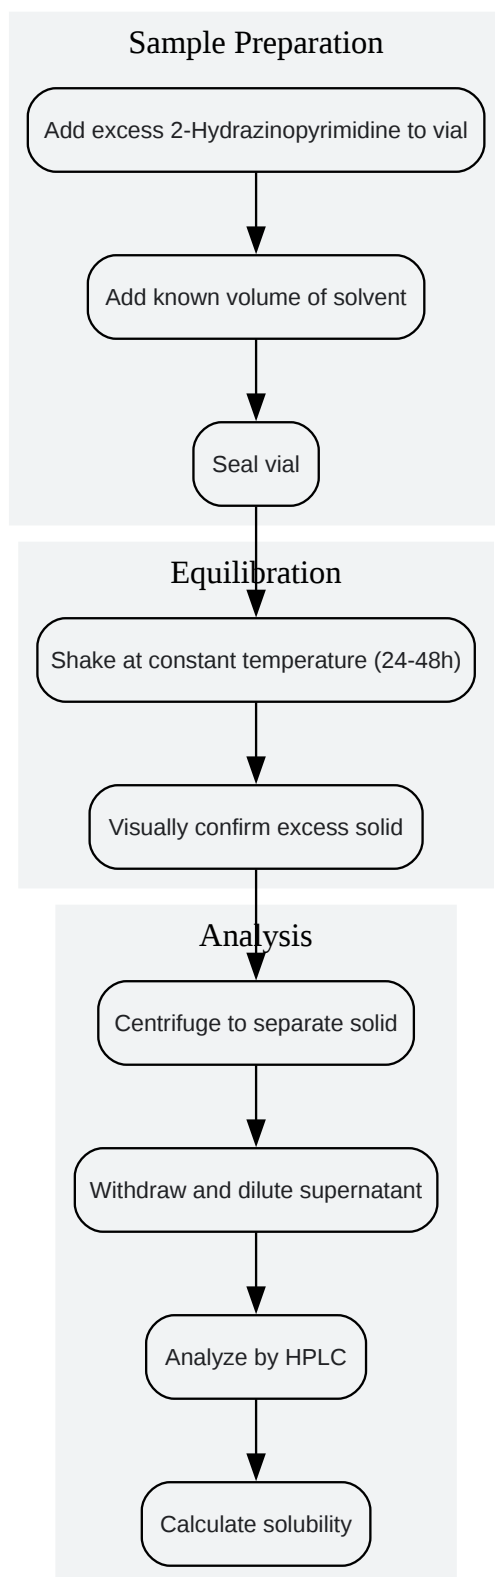 Sample Preparation
Add excess 2-Hydrazinopyrimidine to vial
Add known volume of solvent
Seal vial
Equilibration
Shake at constant temperature (24-48h)
Visually confirm excess solid
Analysis
Centrifuge to separate solid
Withdraw and dilute supernatant
Analyze by HPLC
Calculate solubility